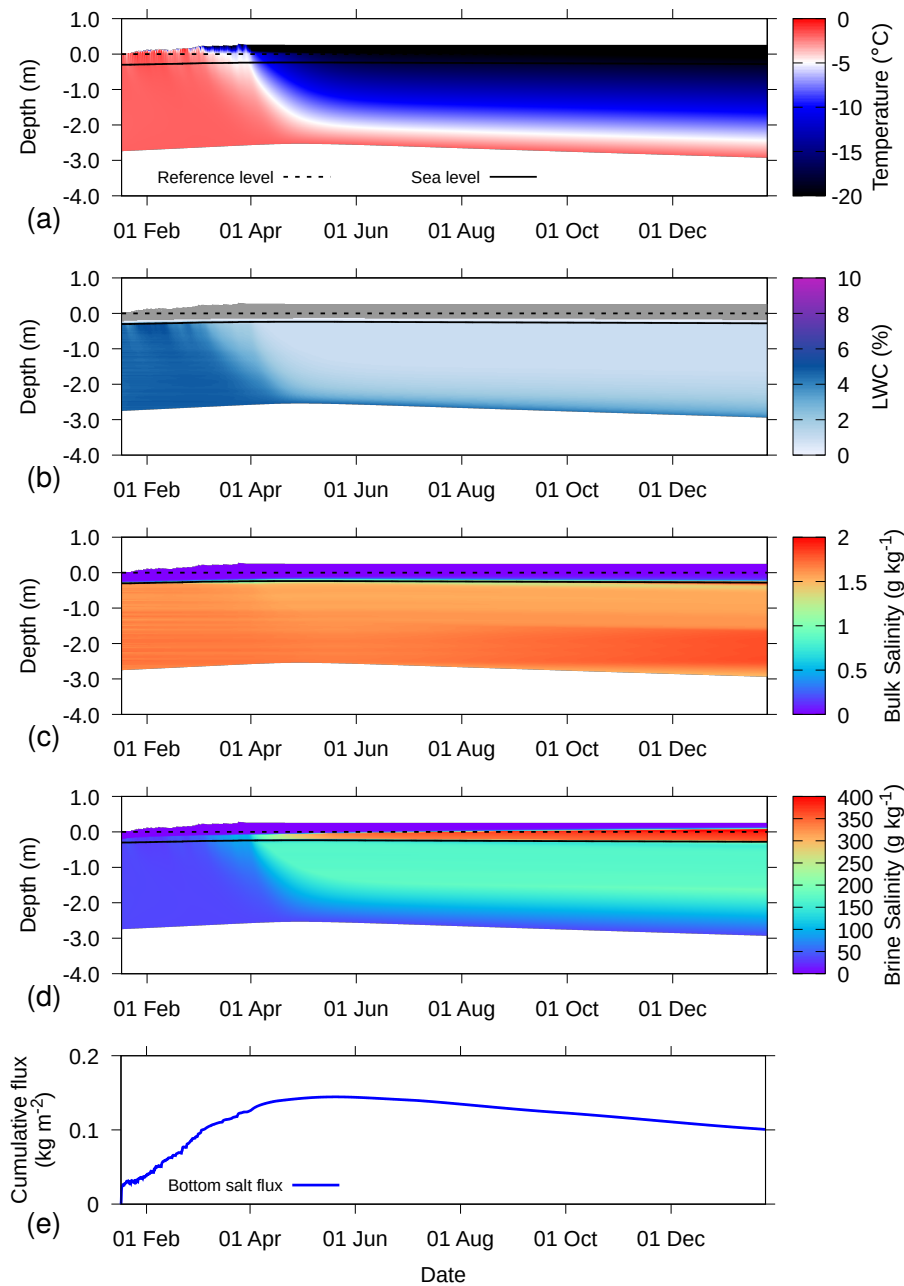 1.0
0.0
-1.0
-2.0
-3.0
-4.0
Depth (m)
Reference level
Sea level
0
-5
-10
-15
-20
Temperature (°C)
(a)
01 Feb 01 Apr 01 Jun 01 Aug 01 Oct 01 Dec
1.0
0.0
-1.0
-2.0
-3.0
-4.0
Depth (m)
10
8
6
4
2
0
LWC (%)
(b)
01 Feb 01 Apr 01 Jun 01 Aug 01 Oct 01 Dec
1.0
0.0
-1.0
-2.0
-3.0
-4.0
Depth (m)
2
1.5
1
0.5
0
Bulk Salinity (g kg⁻¹)
(c)
01 Feb 01 Apr 01 Jun 01 Aug 01 Oct 01 Dec
1.0
0.0
-1.0
-2.0
-3.0
-4.0
Depth (m)
400
350
300
250
200
150
100
50
0
Brine Salinity (g kg⁻¹)
(d)
01 Feb 01 Apr 01 Jun 01 Aug 01 Oct 01 Dec
0.2
0.1
0
Cumulative flux
(kg m⁻²)
Bottom salt flux
(e)
01 Feb 01 Apr 01 Jun 01 Aug 01 Oct 01 Dec
Date